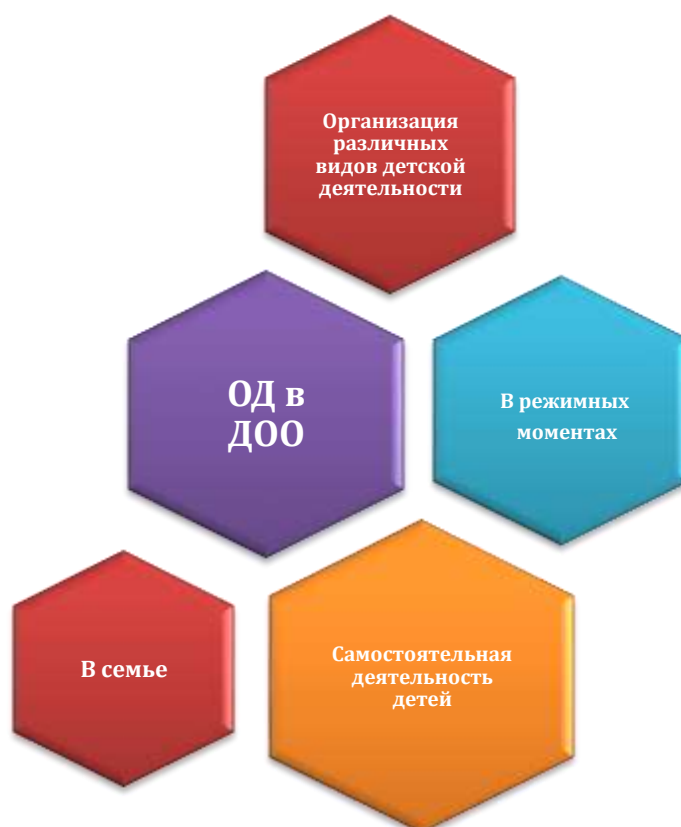 Организация
различных
видов детской
деятельности
ОД в
ДОО
В режимных
моментах
В семье
Самостоятельная
деятельность
детей